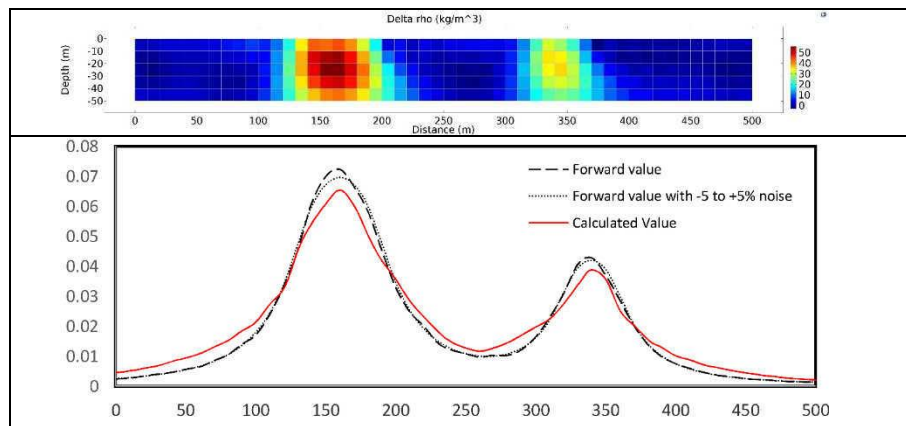 Delta rho (kg/m^3)
Depth (m)
0
-10
-20
-30
-40
-50
50
40
30
20
10
0
0 50 100 150 200 250 300 350 400 450 500
Distance (m)
0.08
0.07
0.06
0.05
0.04
0.03
0.02
0.01
0
Forward value
Forward value with -5 to +5% noise
Calculated Value
0 50 100 150 200 250 300 350 400 450 500